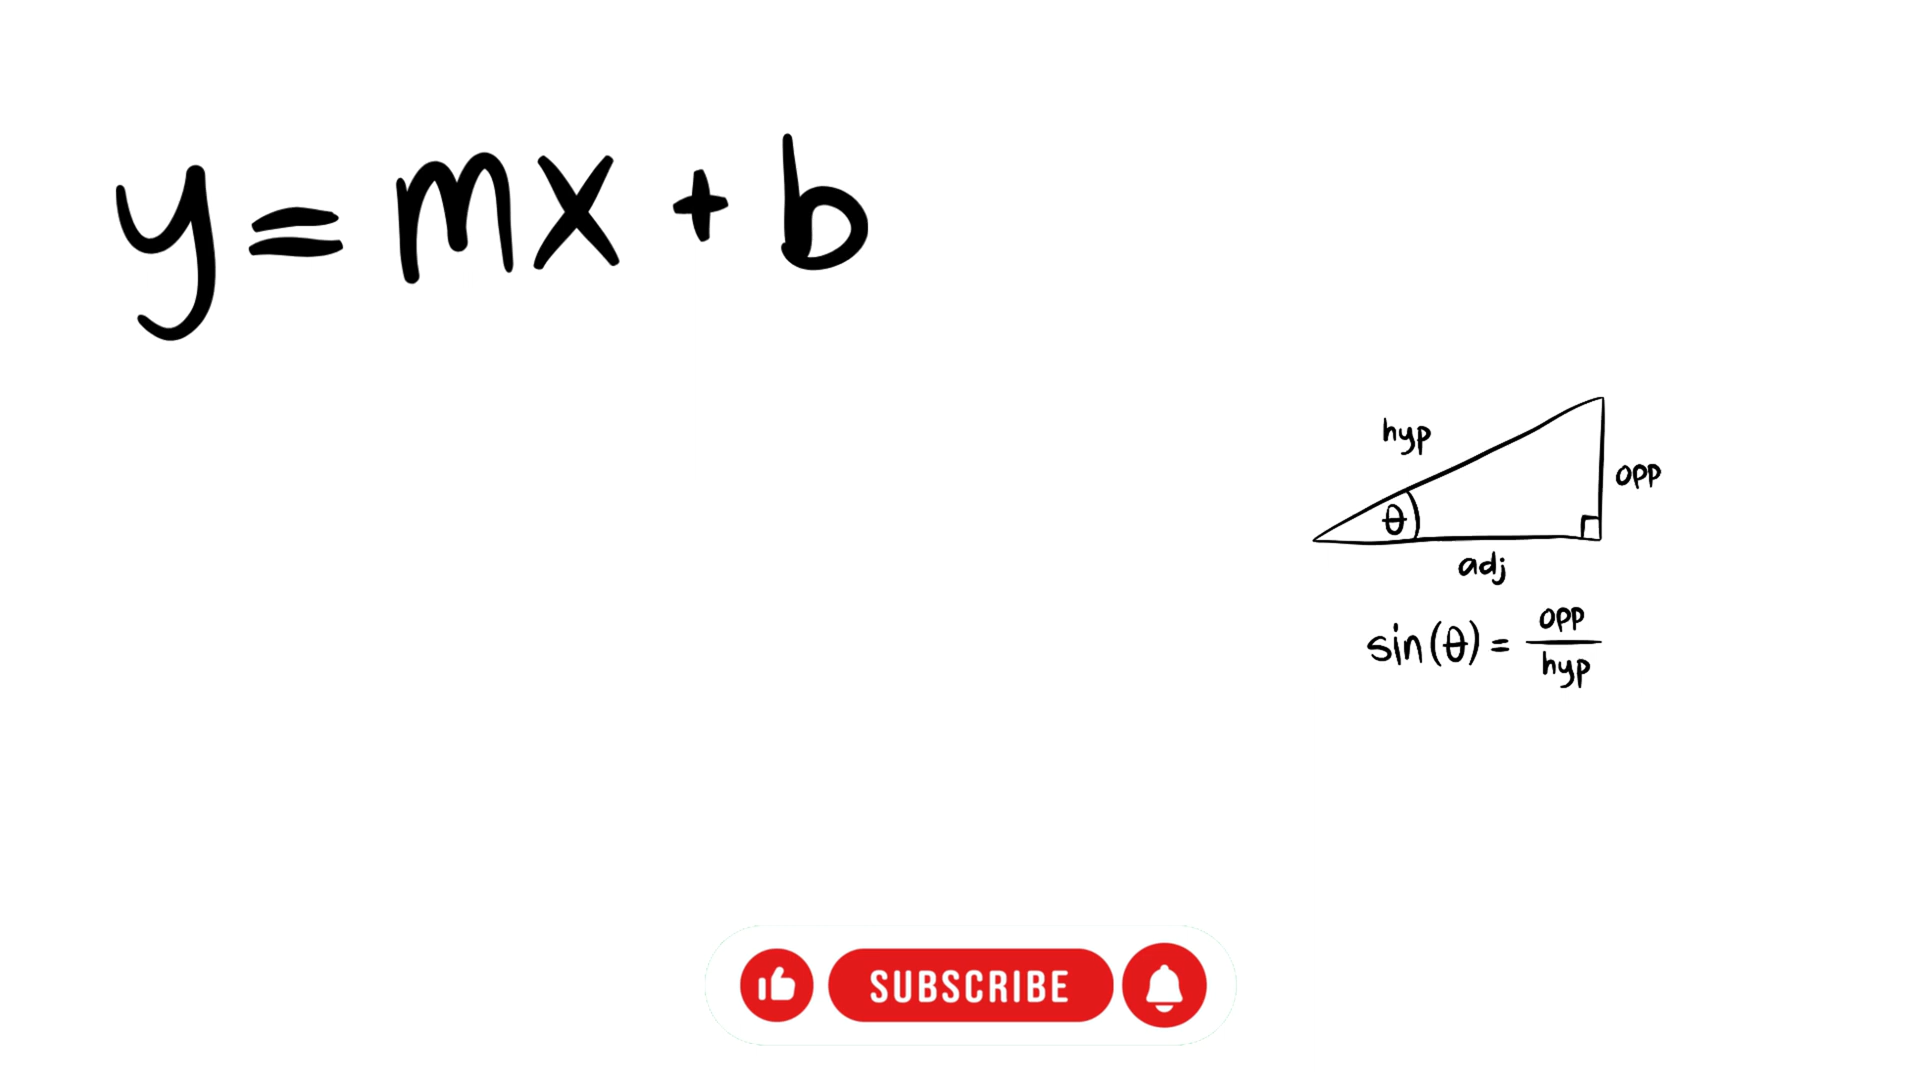 y = mx + b
hyp
opp
θ
adj
sin(θ) = opp/hyp
SUBSCRIBE